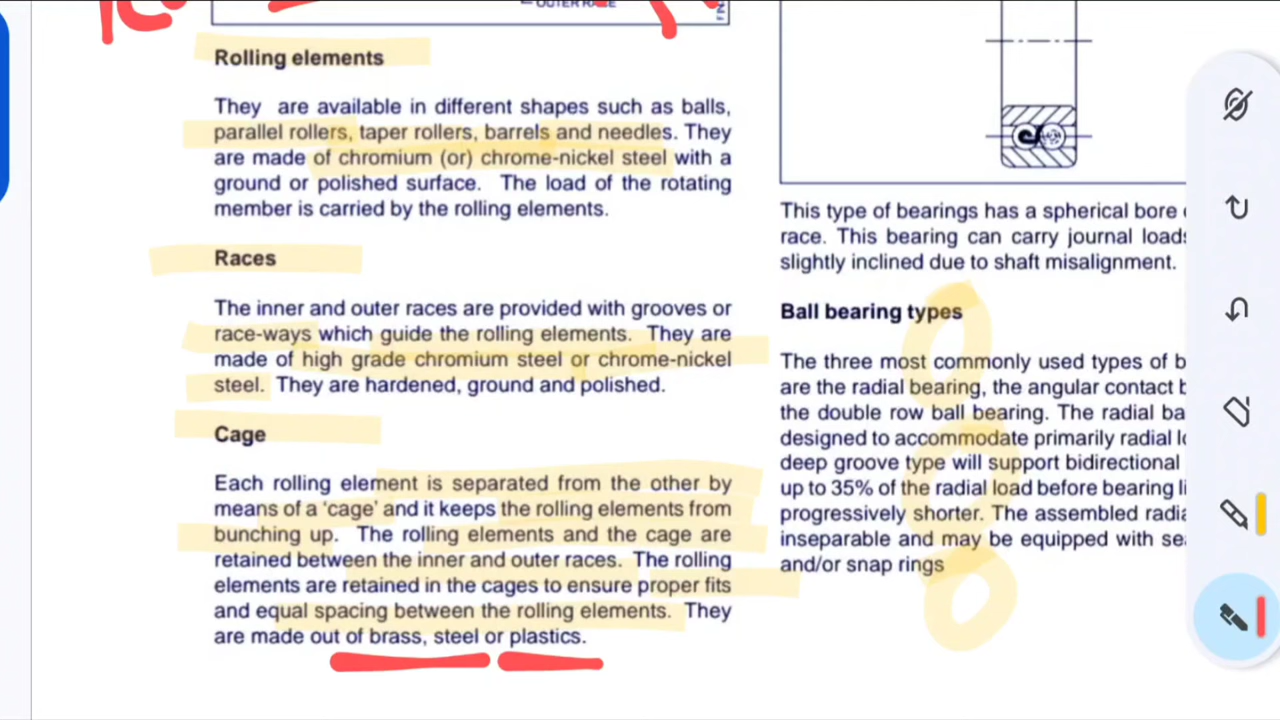 OUTER RACE
Rolling elements
They are available in different shapes such as balls,
parallel rollers, taper rollers, barrels and needles. They
are made of chromium (or) chrome-nickel steel with a
ground or polished surface. The load of the rotating
member is carried by the rolling elements.
Races
The inner and outer races are provided with grooves or
race-ways which guide the rolling elements. They are
made of high grade chromium steel or chrome-nickel
steel. They are hardened, ground and polished.
Cage
Each rolling element is separated from the other by
means of a ‘cage’ and it keeps the rolling elements from
bunching up. The rolling elements and the cage are
retained between the inner and outer races. The rolling
elements are retained in the cages to ensure proper fits
and equal spacing between the rolling elements. They
are made out of brass, steel or plastics.
This type of bearings has a spherical bore
race. This bearing can carry journal loads
slightly inclined due to shaft misalignment.
Ball bearing types
The three most commonly used types of b
are the radial bearing, the angular contact b
the double row ball bearing. The radial ba
designed to accommodate primarily radial lo
deep groove type will support bidirectional
up to 35% of the radial load before bearing li
progressively shorter. The assembled radia
inseparable and may be equipped with se
and/or snap rings